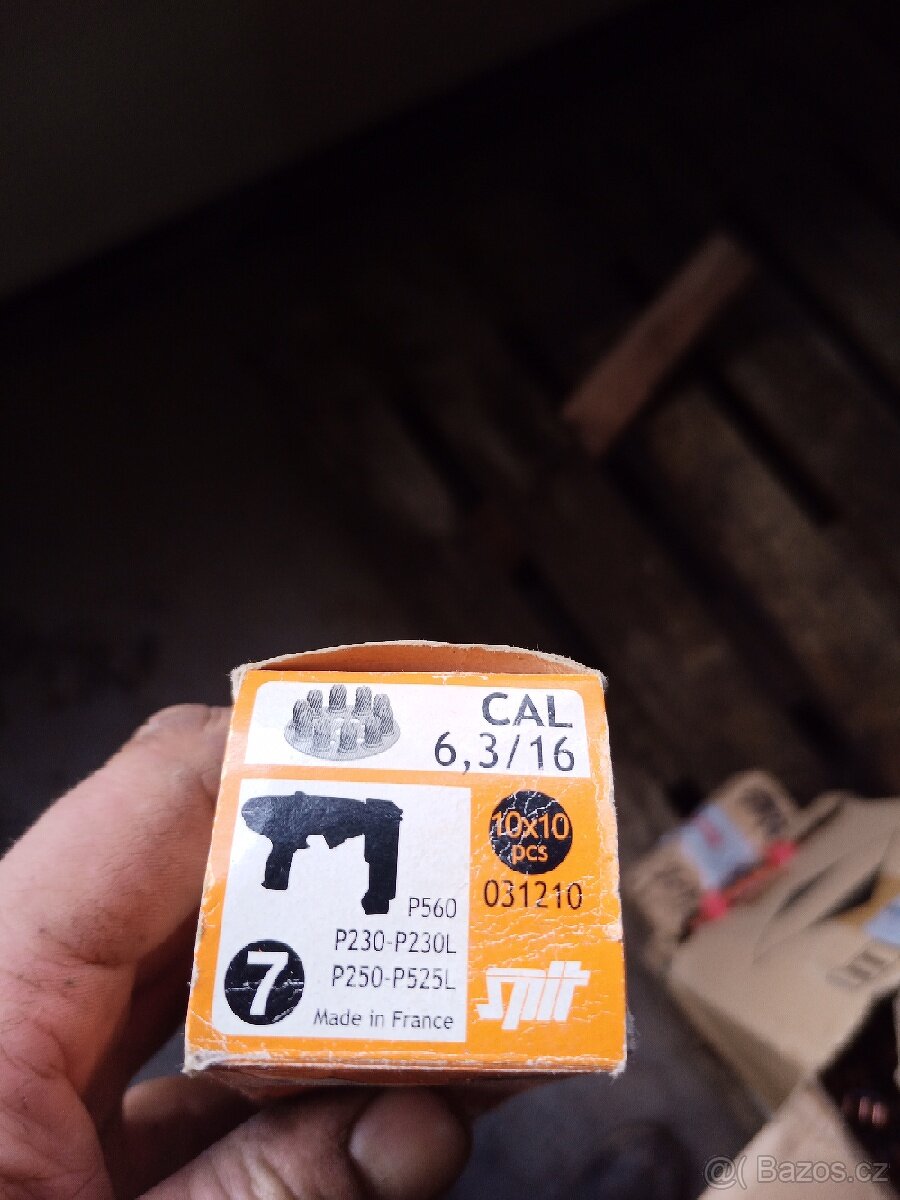 CAL
6,3/16
10x10
pcs
031210
P560
P230-P230L
P250-P525L
7
Made in France
spit
@( Bazos.cz